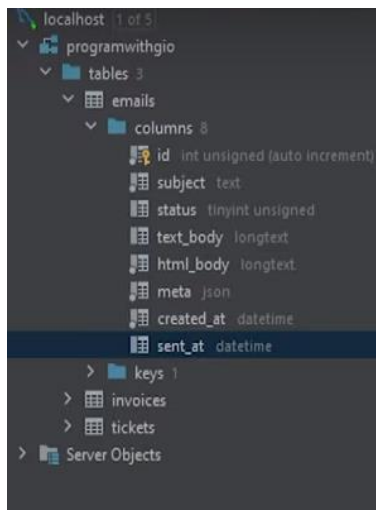 localhost 1 of 5
programwithgio
tables 3
emails
columns 8
id int unsigned (auto increment)
subject text
status tinyint unsigned
text_body longtext
html_body longtext
meta json
created_at datetime
sent_at datetime
keys 1
invoices
tickets
Server Objects